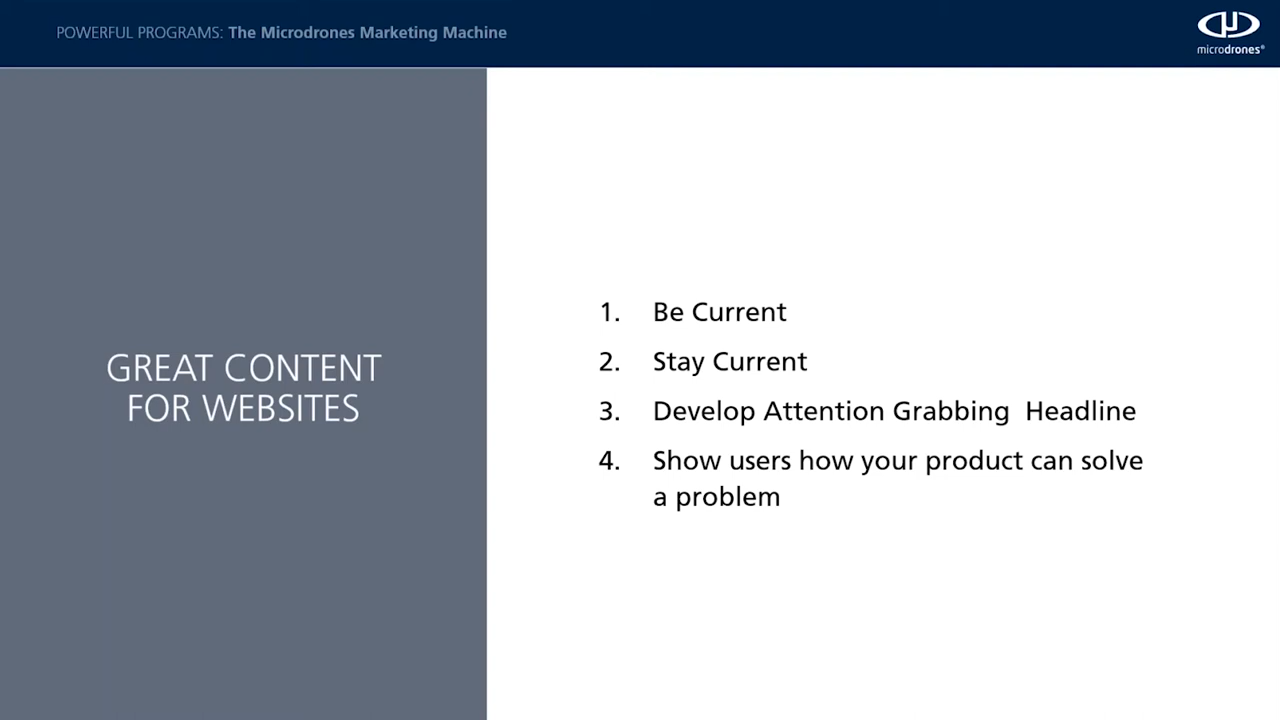 POWERFUL PROGRAMS: The Microdrones Marketing Machine
microdrones®
GREAT CONTENT
FOR WEBSITES
1. Be Current
2. Stay Current
3. Develop Attention Grabbing  Headline
4. Show users how your product can solve
a problem